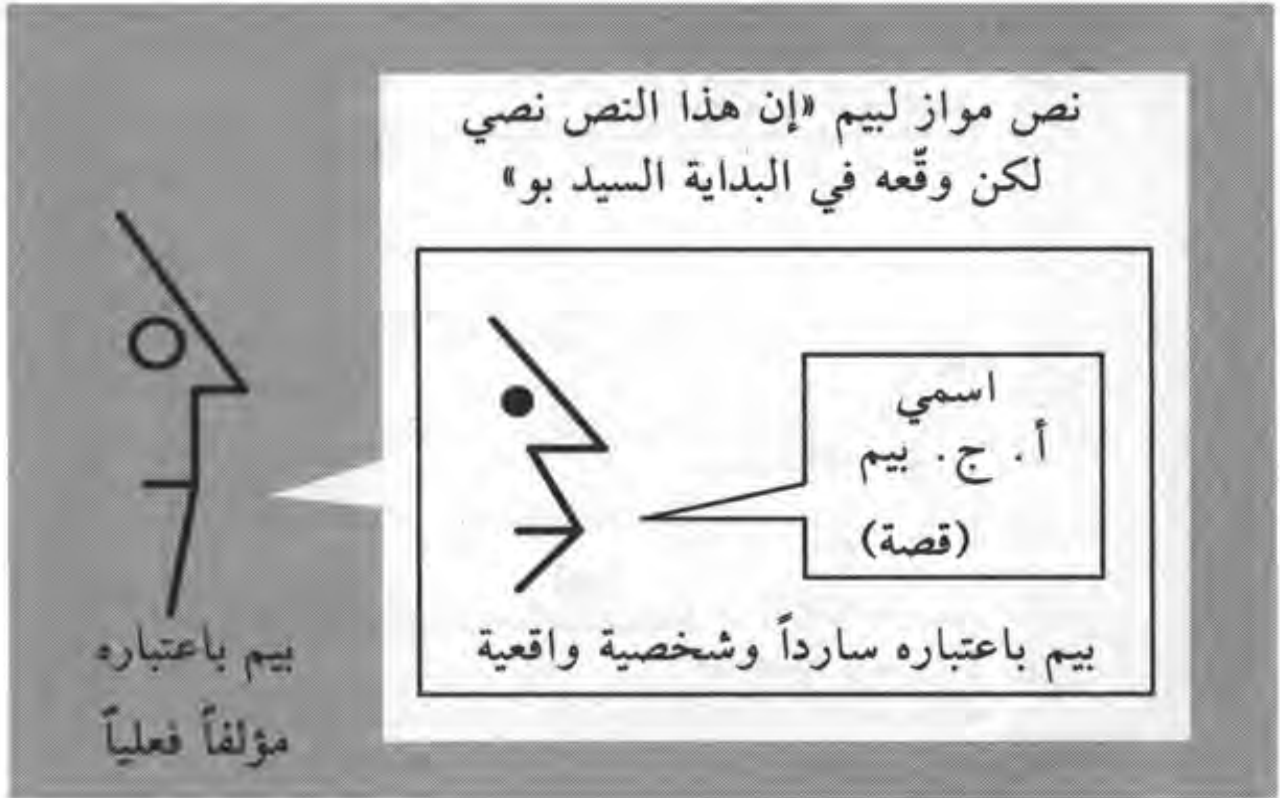 نص مواز لبيم «إن هذا النص نصي
لكن وقّعه في البداية السيد بو»
اسمي
أ. ج. بيم
(قصة)
بيم باعتباره سارداً وشخصية واقعية
بيم باعتباره
مؤلفاً فعلياً